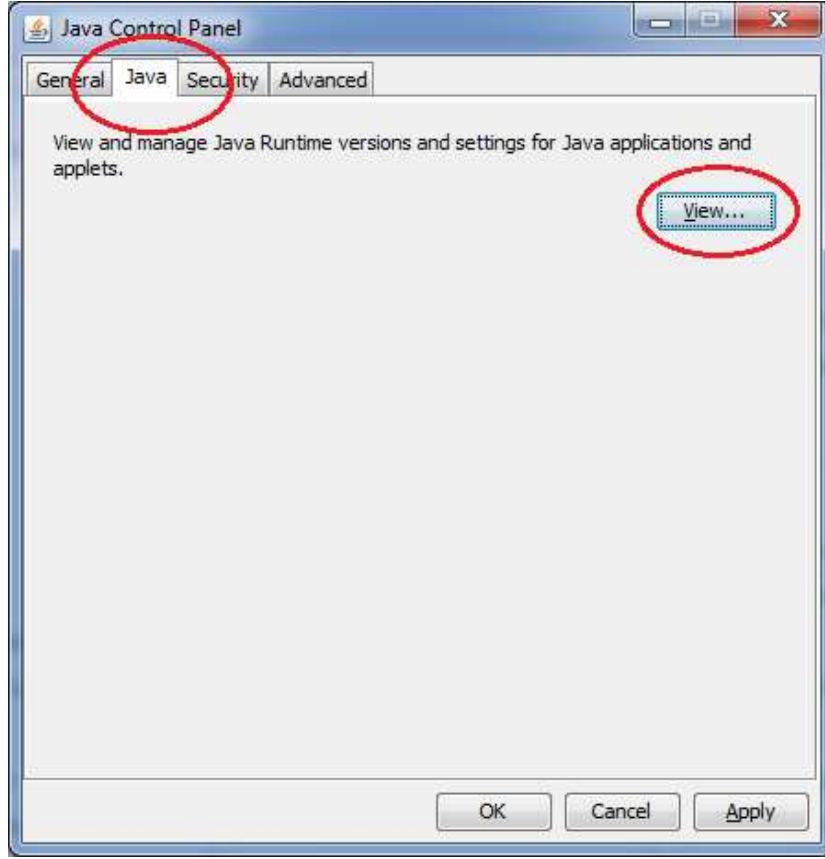 Java Control Panel
General Java Security Advanced
View and manage Java Runtime versions and settings for Java applications and
applets.
View...
OK Cancel Apply